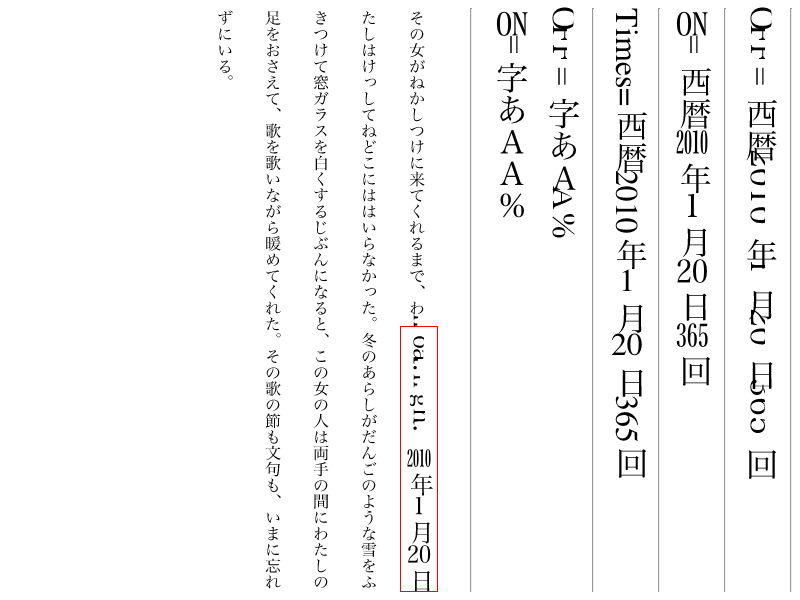 Off = 西暦2010年1月20日365回
ON= 西暦2010年1月20日365回
Times= 西暦2010年1月20日365回
Off = 字あAA%
ON= 字あAA%
その女がねかしつけに来てくれるまで、わ
2010年1月20日
たしはけっしてねどこにははいらなかった。冬のあらしがだんごのような雪をふ
きつけて窓ガラスを白くするじぶんになると、この女の人は両手の間にわたしの
足をおさえて、歌を歌いながら暖めてくれた。その歌の節も文句も、いまに忘れ
ずにいる。